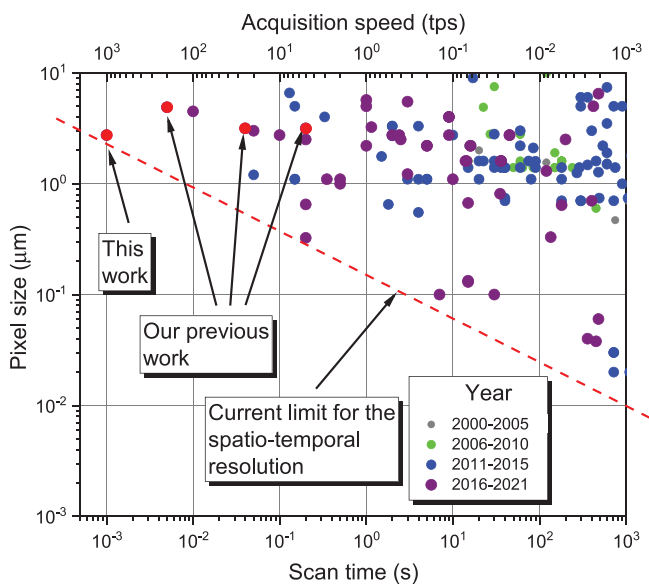 Acquisition speed (tps)
10³ 10² 10¹ 10⁰ 10⁻¹ 10⁻² 10⁻³
10¹
10⁰
10⁻¹
10⁻²
10⁻³
Pixel size (μm)
This
work
Our previous
work
Current limit for the
spatio-temporal
resolution
Year
2000-2005
2006-2010
2011-2015
2016-2021
10⁻³ 10⁻² 10⁻¹ 10⁰ 10¹ 10² 10³
Scan time (s)